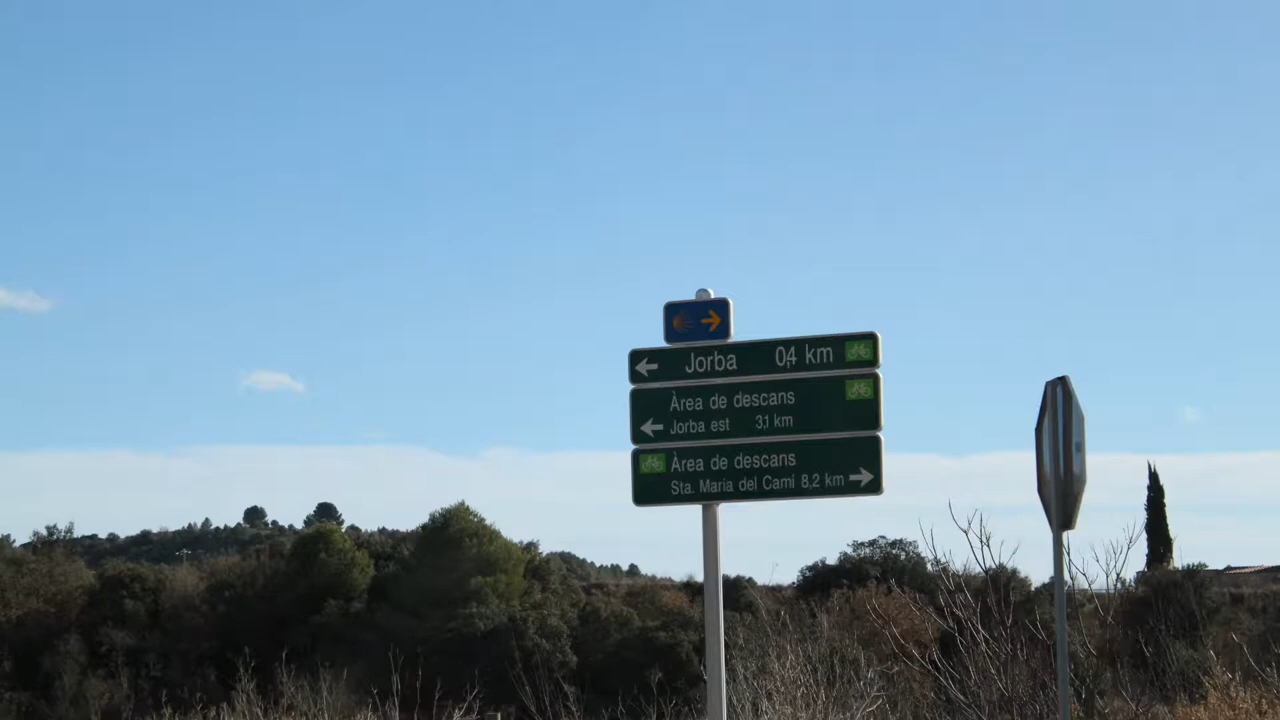 Jorba 0,4 km
Àrea de descans
Jorba est 3,1 km
Àrea de descans
Sta. Maria del Camí 8,2 km